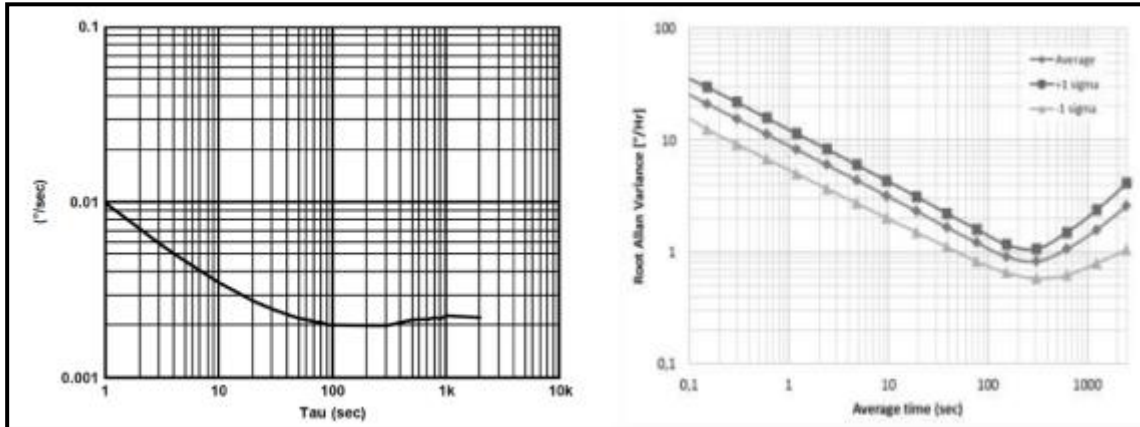 0.1
0.01
0.001
(°/sec)
1
10
100
1k
10k
Tau (sec)
100
10
1
0,1
Root Allan Variance [°/Hr)
Average
+1 sigma
-1 sigma
0,1
1
10
100
1000
Average time (sec)